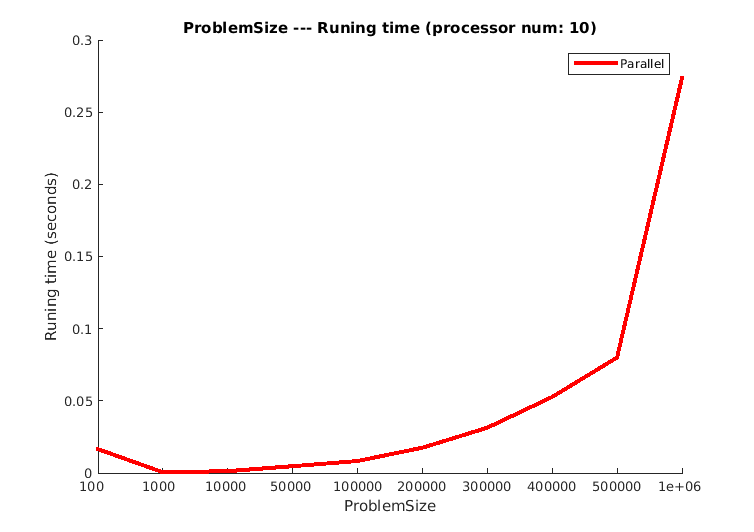 ProblemSize --- Runing time (processor num: 10)
Parallel
0.3
0.25
0.2
0.15
0.1
0.05
0
Runing time (seconds)
100 1000 10000 50000 100000 200000 300000 400000 500000 1e+06
ProblemSize